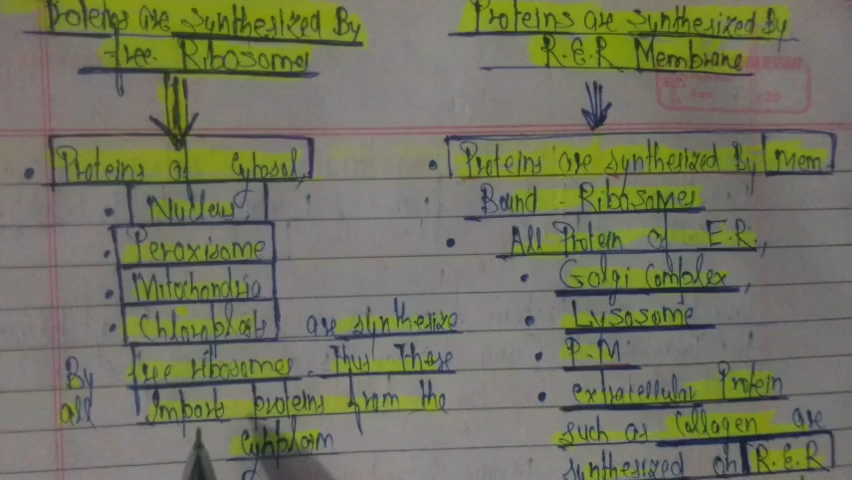 Proteins are synthesized By
free Ribosomes
Proteins of Cytosol,
Nucleus,
Peroxisome
Mitochondria
Chloroplast are synthesize
By free ribosomes. Thus These
all Import proteins from the
Proteins are synthesized By
R.E.R Membrane
Proteins are synthesized By Mem
Bound - Ribosomes
All Protein of E.R,
Golgi Complex,
Lysosome
P.M
extracellular Protein
such as Collagen are
synthesized on R.E.R